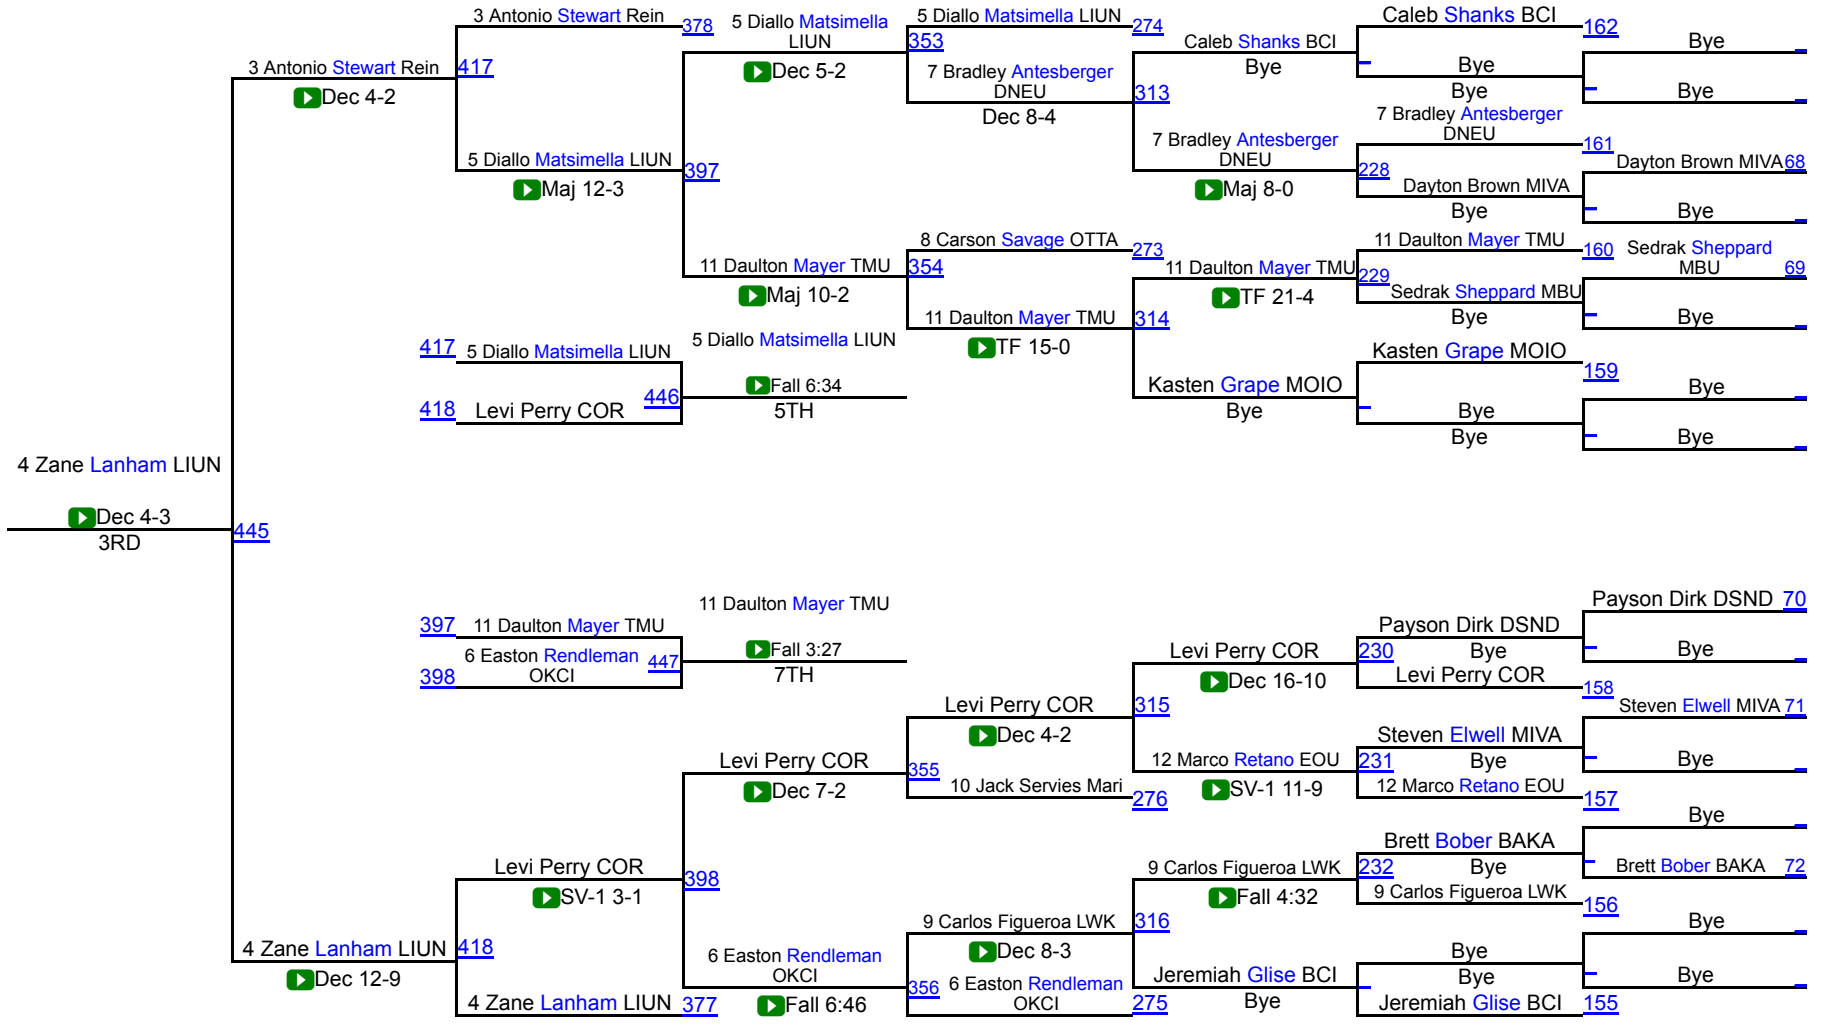 3 Antonio Stewart Rein
378
5 Diallo Matsimella
LIUN
5 Diallo Matsimella LIUN
274
Caleb Shanks BCI
162
353
Caleb Shanks BCI
Bye
3 Antonio Stewart Rein
417
Dec 5-2
7 Bradley Antesberger
DNEU
Bye
Bye
Dec 4-2
313
Bye
Bye
Dec 8-4
7 Bradley Antesberger
DNEU
7 Bradley Antesberger
DNEU
161
5 Diallo Matsimella LIUN
397
228
Dayton Brown MIVA 68
Maj 12-3
Maj 8-0
Dayton Brown MIVA
Bye
Bye
8 Carson Savage OTTA
273
11 Daulton Mayer TMU
160
Sedrak Sheppard
MBU
69
11 Daulton Mayer TMU
354
11 Daulton Mayer TMU
229
Maj 10-2
TF 21-4
Sedrak Sheppard MBU
11 Daulton Mayer TMU
314
Bye
Bye
417
5 Diallo Matsimella LIUN
5 Diallo Matsimella LIUN
TF 15-0
Kasten Grape MOIO
159
446
Fall 6:34
Kasten Grape MOIO
Bye
418
Levi Perry COR
5TH
Bye
Bye
Bye
Bye
4 Zane Lanham LIUN
Dec 4-3
445
3RD
11 Daulton Mayer TMU
Payson Dirk DSND 70
397
11 Daulton Mayer TMU
Payson Dirk DSND
6 Easton Rendleman
OKCI
447
Fall 3:27
Levi Perry COR
230
Bye
Bye
398
7TH
Dec 16-10
Levi Perry COR
158
Levi Perry COR
315
Steven Elwell MIVA 71
Dec 4-2
Steven Elwell MIVA
Levi Perry COR
355
12 Marco Retano EOU
231
Bye
Bye
Dec 7-2
10 Jack Servies Mari
276
SV-1 11-9
12 Marco Retano EOU
157
Bye
Brett Bober BAKA
Levi Perry COR
398
9 Carlos Figueroa LWK
232
Bye
Brett Bober BAKA 72
SV-1 3-1
Fall 4:32
9 Carlos Figueroa LWK
156
9 Carlos Figueroa LWK
316
Bye
4 Zane Lanham LIUN
418
6 Easton Rendleman
OKCI
Dec 8-3
Bye
Dec 12-9
356
6 Easton Rendleman
OKCI
Jeremiah Glise BCI
Bye
Bye
4 Zane Lanham LIUN
377
Fall 6:46
275
Bye
Jeremiah Glise BCI
155